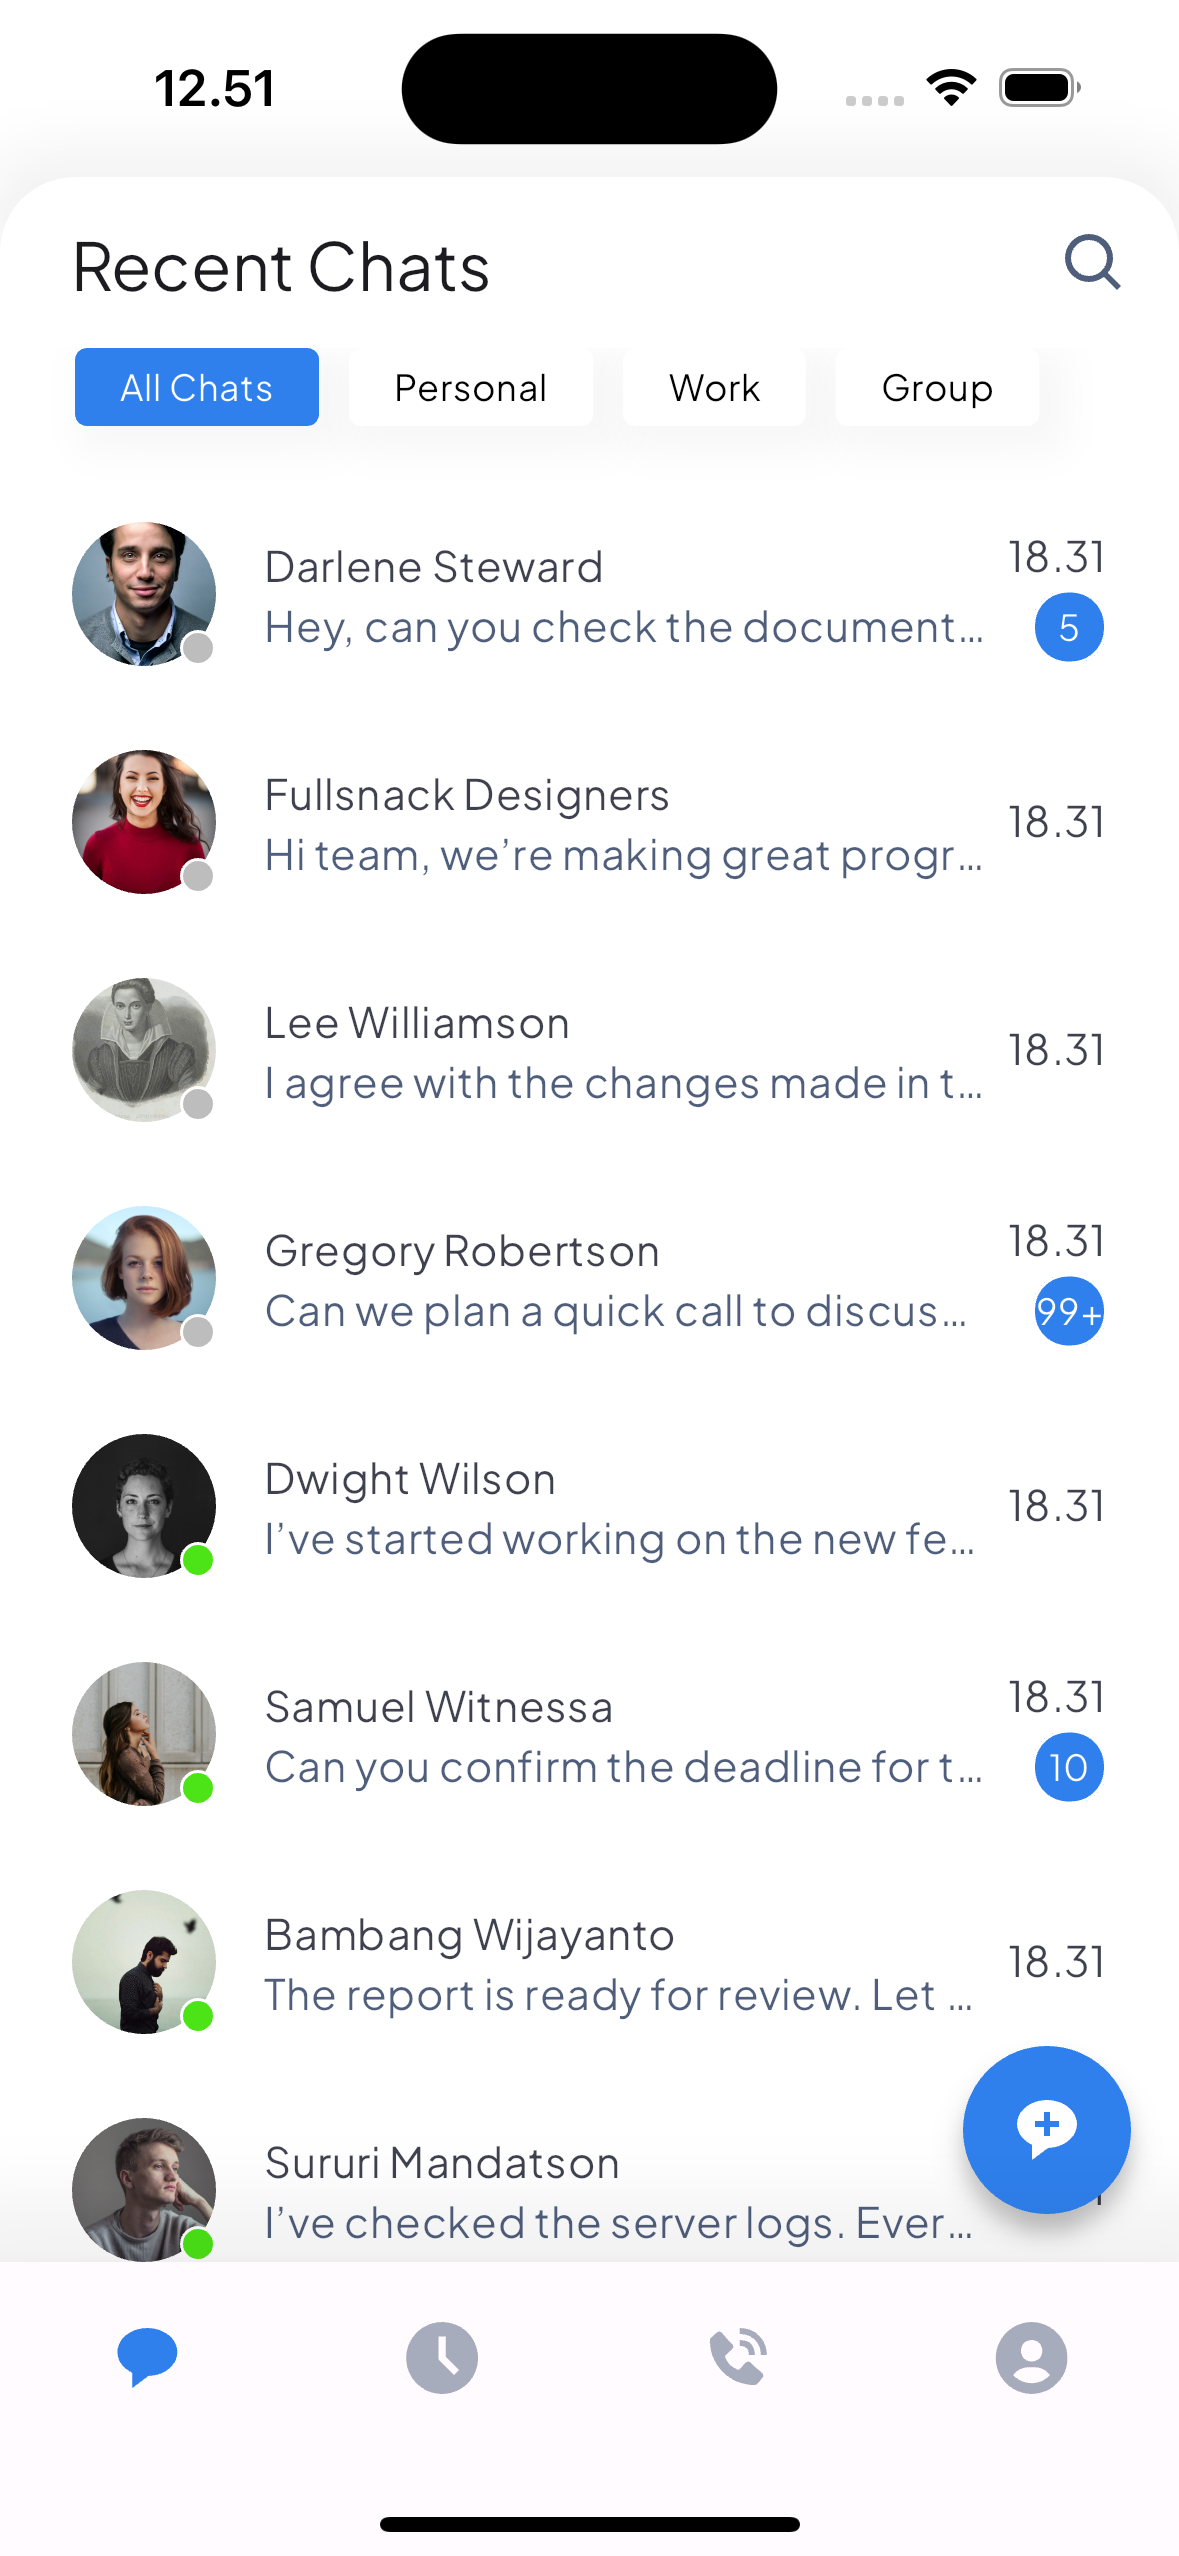 12.51
Recent Chats
All Chats
Personal
Work
Group
Darlene Steward
18.31
Hey, can you check the document...
5
Fullsnack Designers
18.31
Hi team, we’re making great progr...
Lee Williamson
18.31
I agree with the changes made in t...
Gregory Robertson
18.31
Can we plan a quick call to discus...
99+
Dwight Wilson
18.31
I’ve started working on the new fe...
Samuel Witnessa
18.31
Can you confirm the deadline for t...
10
Bambang Wijayanto
18.31
The report is ready for review. Let ...
Sururi Mandatson
I’ve checked the server logs. Ever...